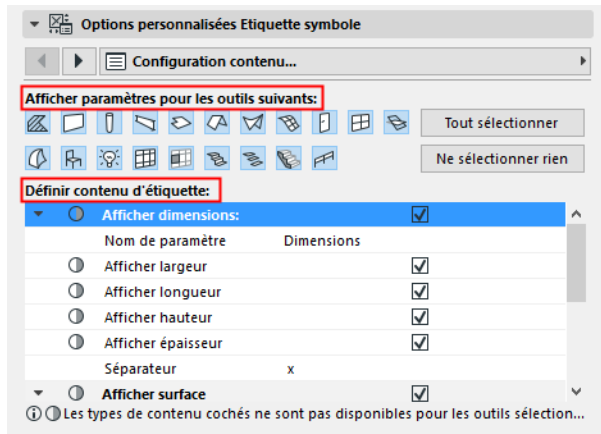 Options personnalisées Etiquette symbole
Configuration contenu...
Afficher paramètres pour les outils suivants:
Tout sélectionner
Ne sélectionner rien
Définir contenu d'étiquette:
Afficher dimensions:
Nom de paramètre Dimensions
Afficher largeur
Afficher longueur
Afficher hauteur
Afficher épaisseur
Séparateur x
Afficher surface
Les types de contenu cochés ne sont pas disponibles pour les outils sélection...